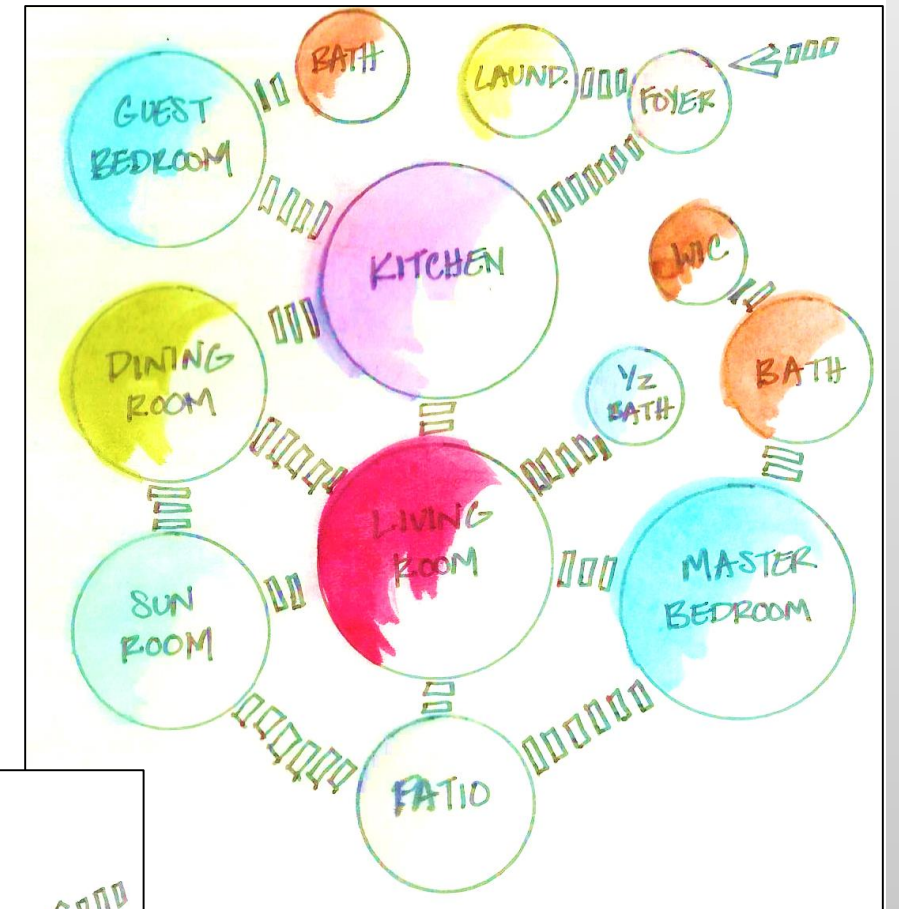 BATH
LAUND.
FOYER
GUEST
BEDROOM
KITCHEN
WIC
DINING
ROOM
BATH
1/2
BATH
LIVING
ROOM
MASTER
BEDROOM
SUN
ROOM
PATIO